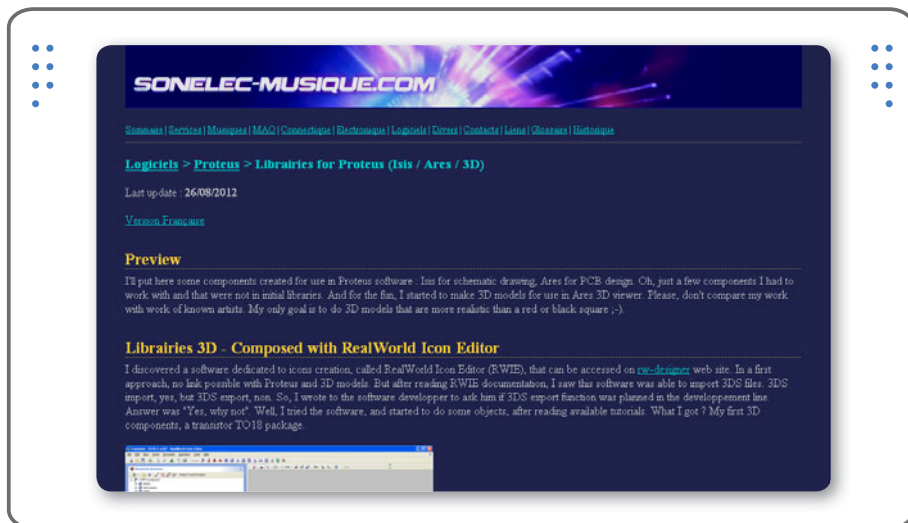 SONELEC-MUSIQUE.COM
Sommaire | Services | Musiques | MAO | Connectique | Electronique | Logiciels | Divers | Contacts | Liens | Glossaire | Historique
Logiciels > Proteus > Librairies for Proteus (Isis / Ares / 3D)
Last update : 26/08/2012
Version Française
Preview
I'll put here some components created for use in Proteus software : Isis for schematic drawing, Ares for PCB design. Oh, just a few components I had to
work with and that were not in initial libraries. And for the fun, I started to make 3D models for use in Ares 3D viewer. Please, don't compare my work
with work of known artists. My only goal is to do 3D models that are more realistic than a red or black square ;-).
Librairies 3D - Composed with RealWorld Icon Editor
I discovered a software dedicated to icons creation, called RealWorld Icon Editor (RWIE), that can be accessed on rw-designer web site. In a first
approach, no link possible with Proteus and 3D models. But after reading RWIE documentation, I saw this software was able to import 3DS files. 3DS
import, yes, but 3DS export, non. So, I wrote to the software developper to ask him if 3DS export function was planned in the developpement line.
Answer was "Yes, why not". Well, I tried the software, and started to do some objects, after reading available tutorials. What I got ? My first 3D
components, a transistor TO18 package.